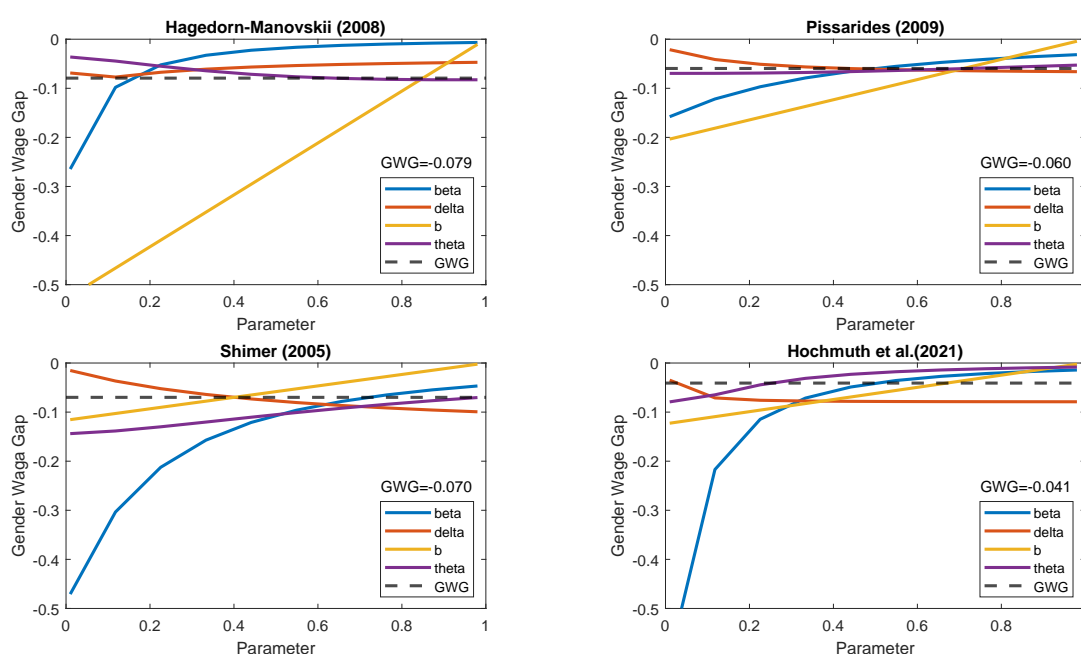 Hagedorn-Manovskii (2008)
0
-0.1
-0.2
-0.3
-0.4
-0.5
Gender Wage Gap
GWG=-0.079
beta
delta
b
theta
GWG
0
0.2
0.4
0.6
0.8
1
Parameter
Pissarides (2009)
0
-0.1
-0.2
-0.3
-0.4
-0.5
Gender Wage Gap
GWG=-0.060
beta
delta
b
theta
GWG
0
0.2
0.4
0.6
0.8
Parameter
Shimer (2005)
0
-0.1
-0.2
-0.3
-0.4
-0.5
Gender Waga Gap
GWG=-0.070
beta
delta
b
theta
GWG
0
0.2
0.4
0.6
0.8
1
Parameter
Hochmuth et al.(2021)
0
-0.1
-0.2
-0.3
-0.4
-0.5
Gender Wage Gap
GWG=-0.041
beta
delta
b
theta
GWG
0
0.2
0.4
0.6
0.8
Parameter